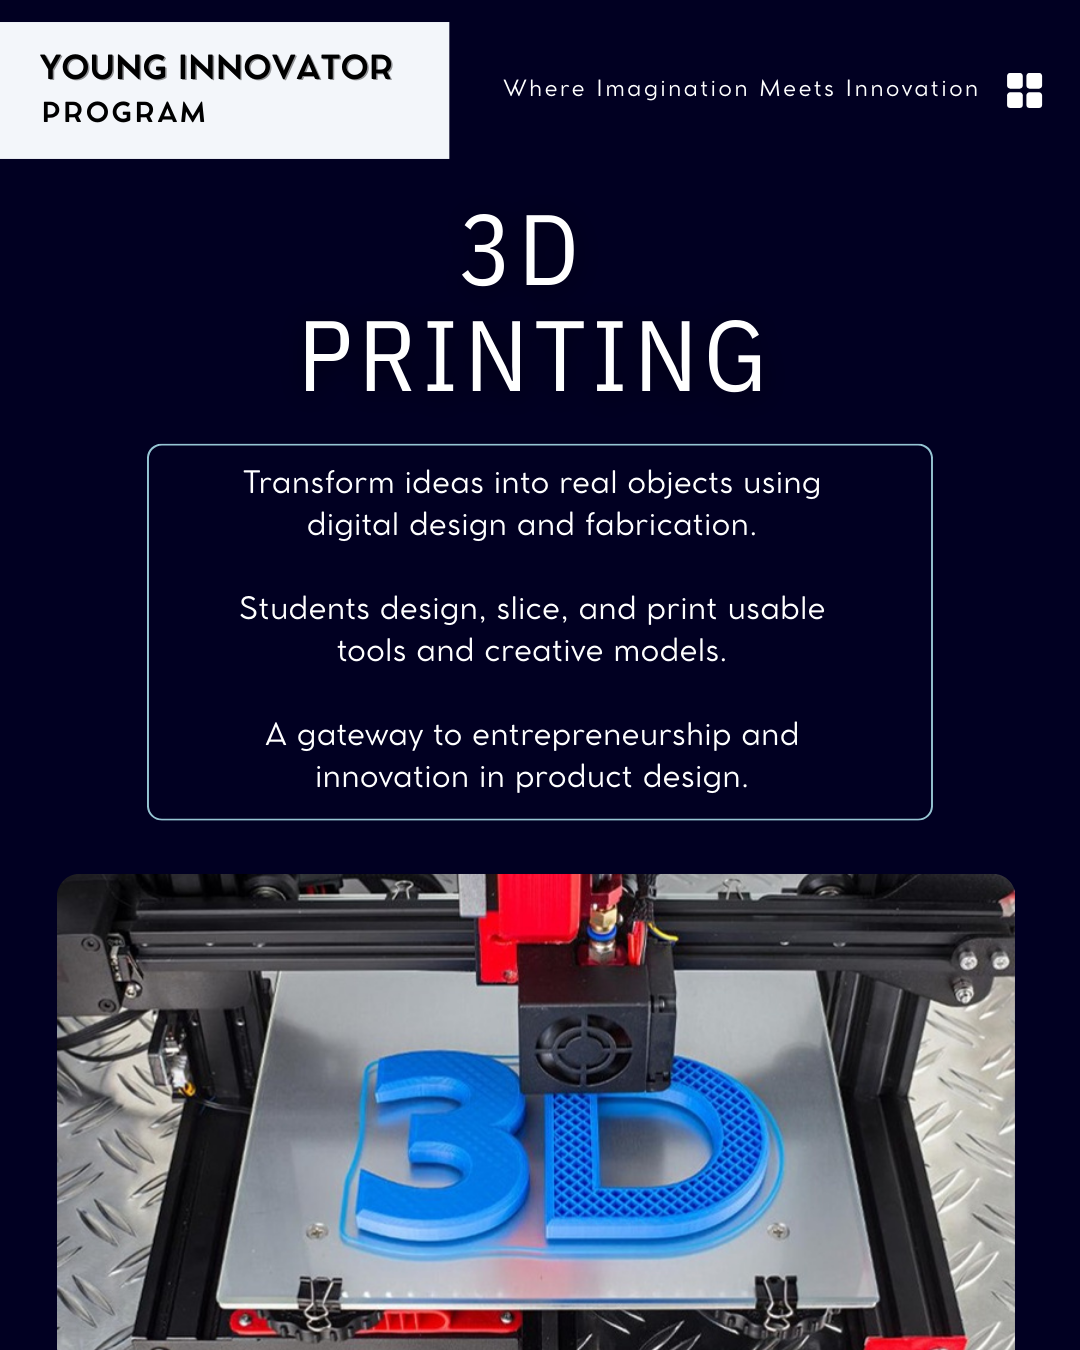 YOUNG INNOVATOR
PROGRAM
Where Imagination Meets Innovation
3D
PRINTING
Transform ideas into real objects using
digital design and fabrication.
Students design, slice, and print usable
tools and creative models.
A gateway to entrepreneurship and
innovation in product design.
3D